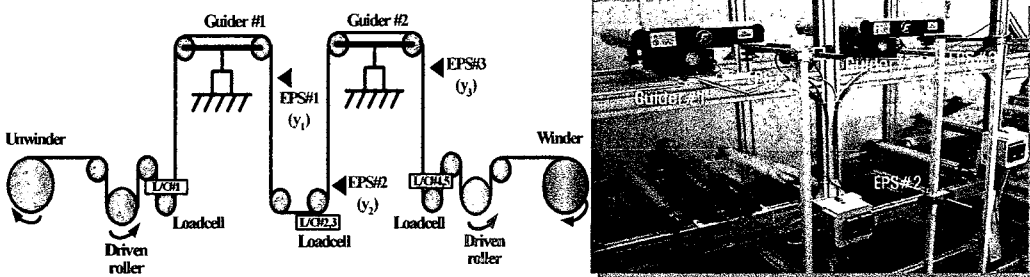 Guider #1
Guider #2
EPS#1
(y₁)
EPS#3
(y₃)
Unwinder
Winder
L/C#1
Loadcell
Driven
roller
EPS#2
(y₂)
L/C#2,3
Loadcell
L/C#4,5
Loadcell
Driven
roller
Guider #1
EPS#2